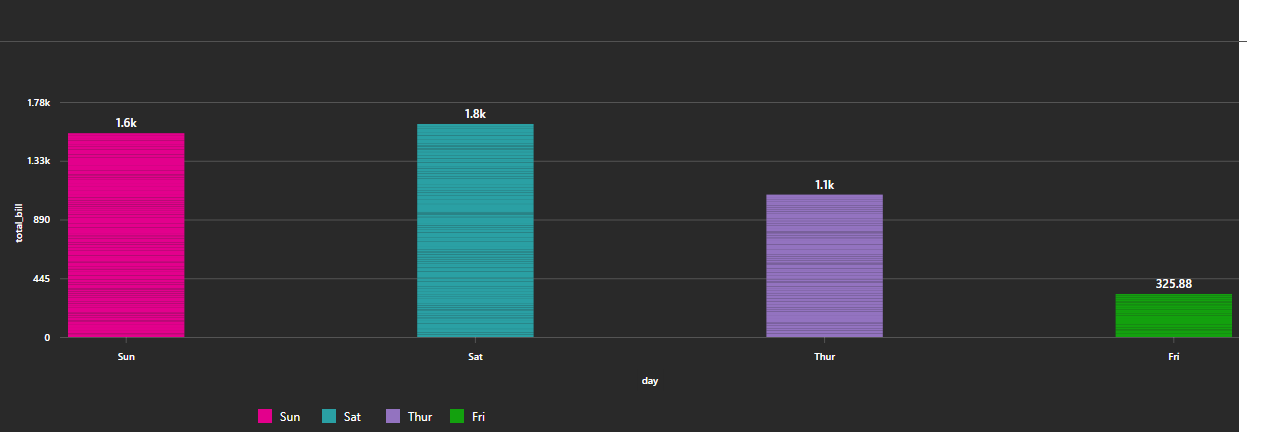 1.78k
1.8k
1.6k
1.33k
1.1k
total_bill
890
445
325.88
0
Sun Sat Thur Fri
day
Sun Sat Thur Fri